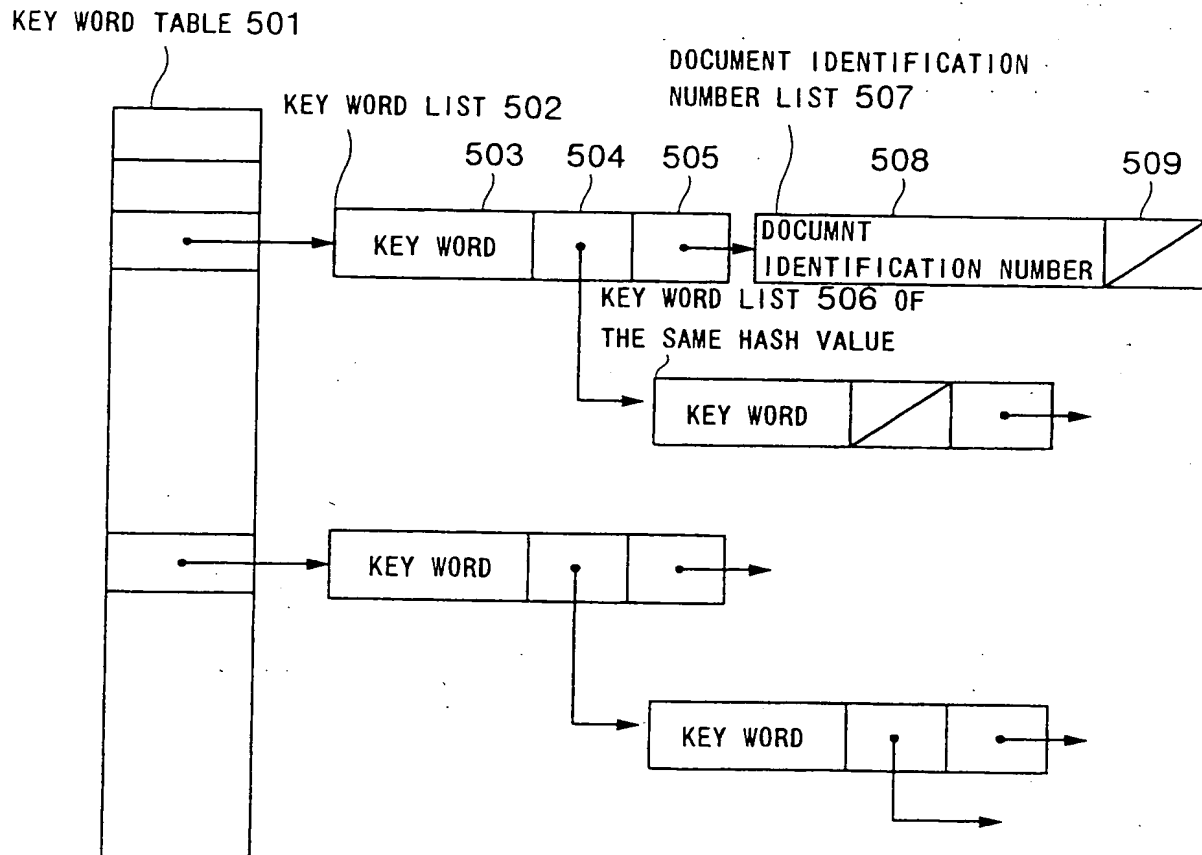 KEY WORD TABLE 501
DOCUMENT IDENTIFICATION
NUMBER LIST 507
KEY WORD LIST 502
503
504
505
508
509
KEY WORD
DOCUMNT
IDENTIFICATION NUMBER
KEY WORD LIST 506 OF
THE SAME HASH VALUE
KEY WORD
KEY WORD
KEY WORD